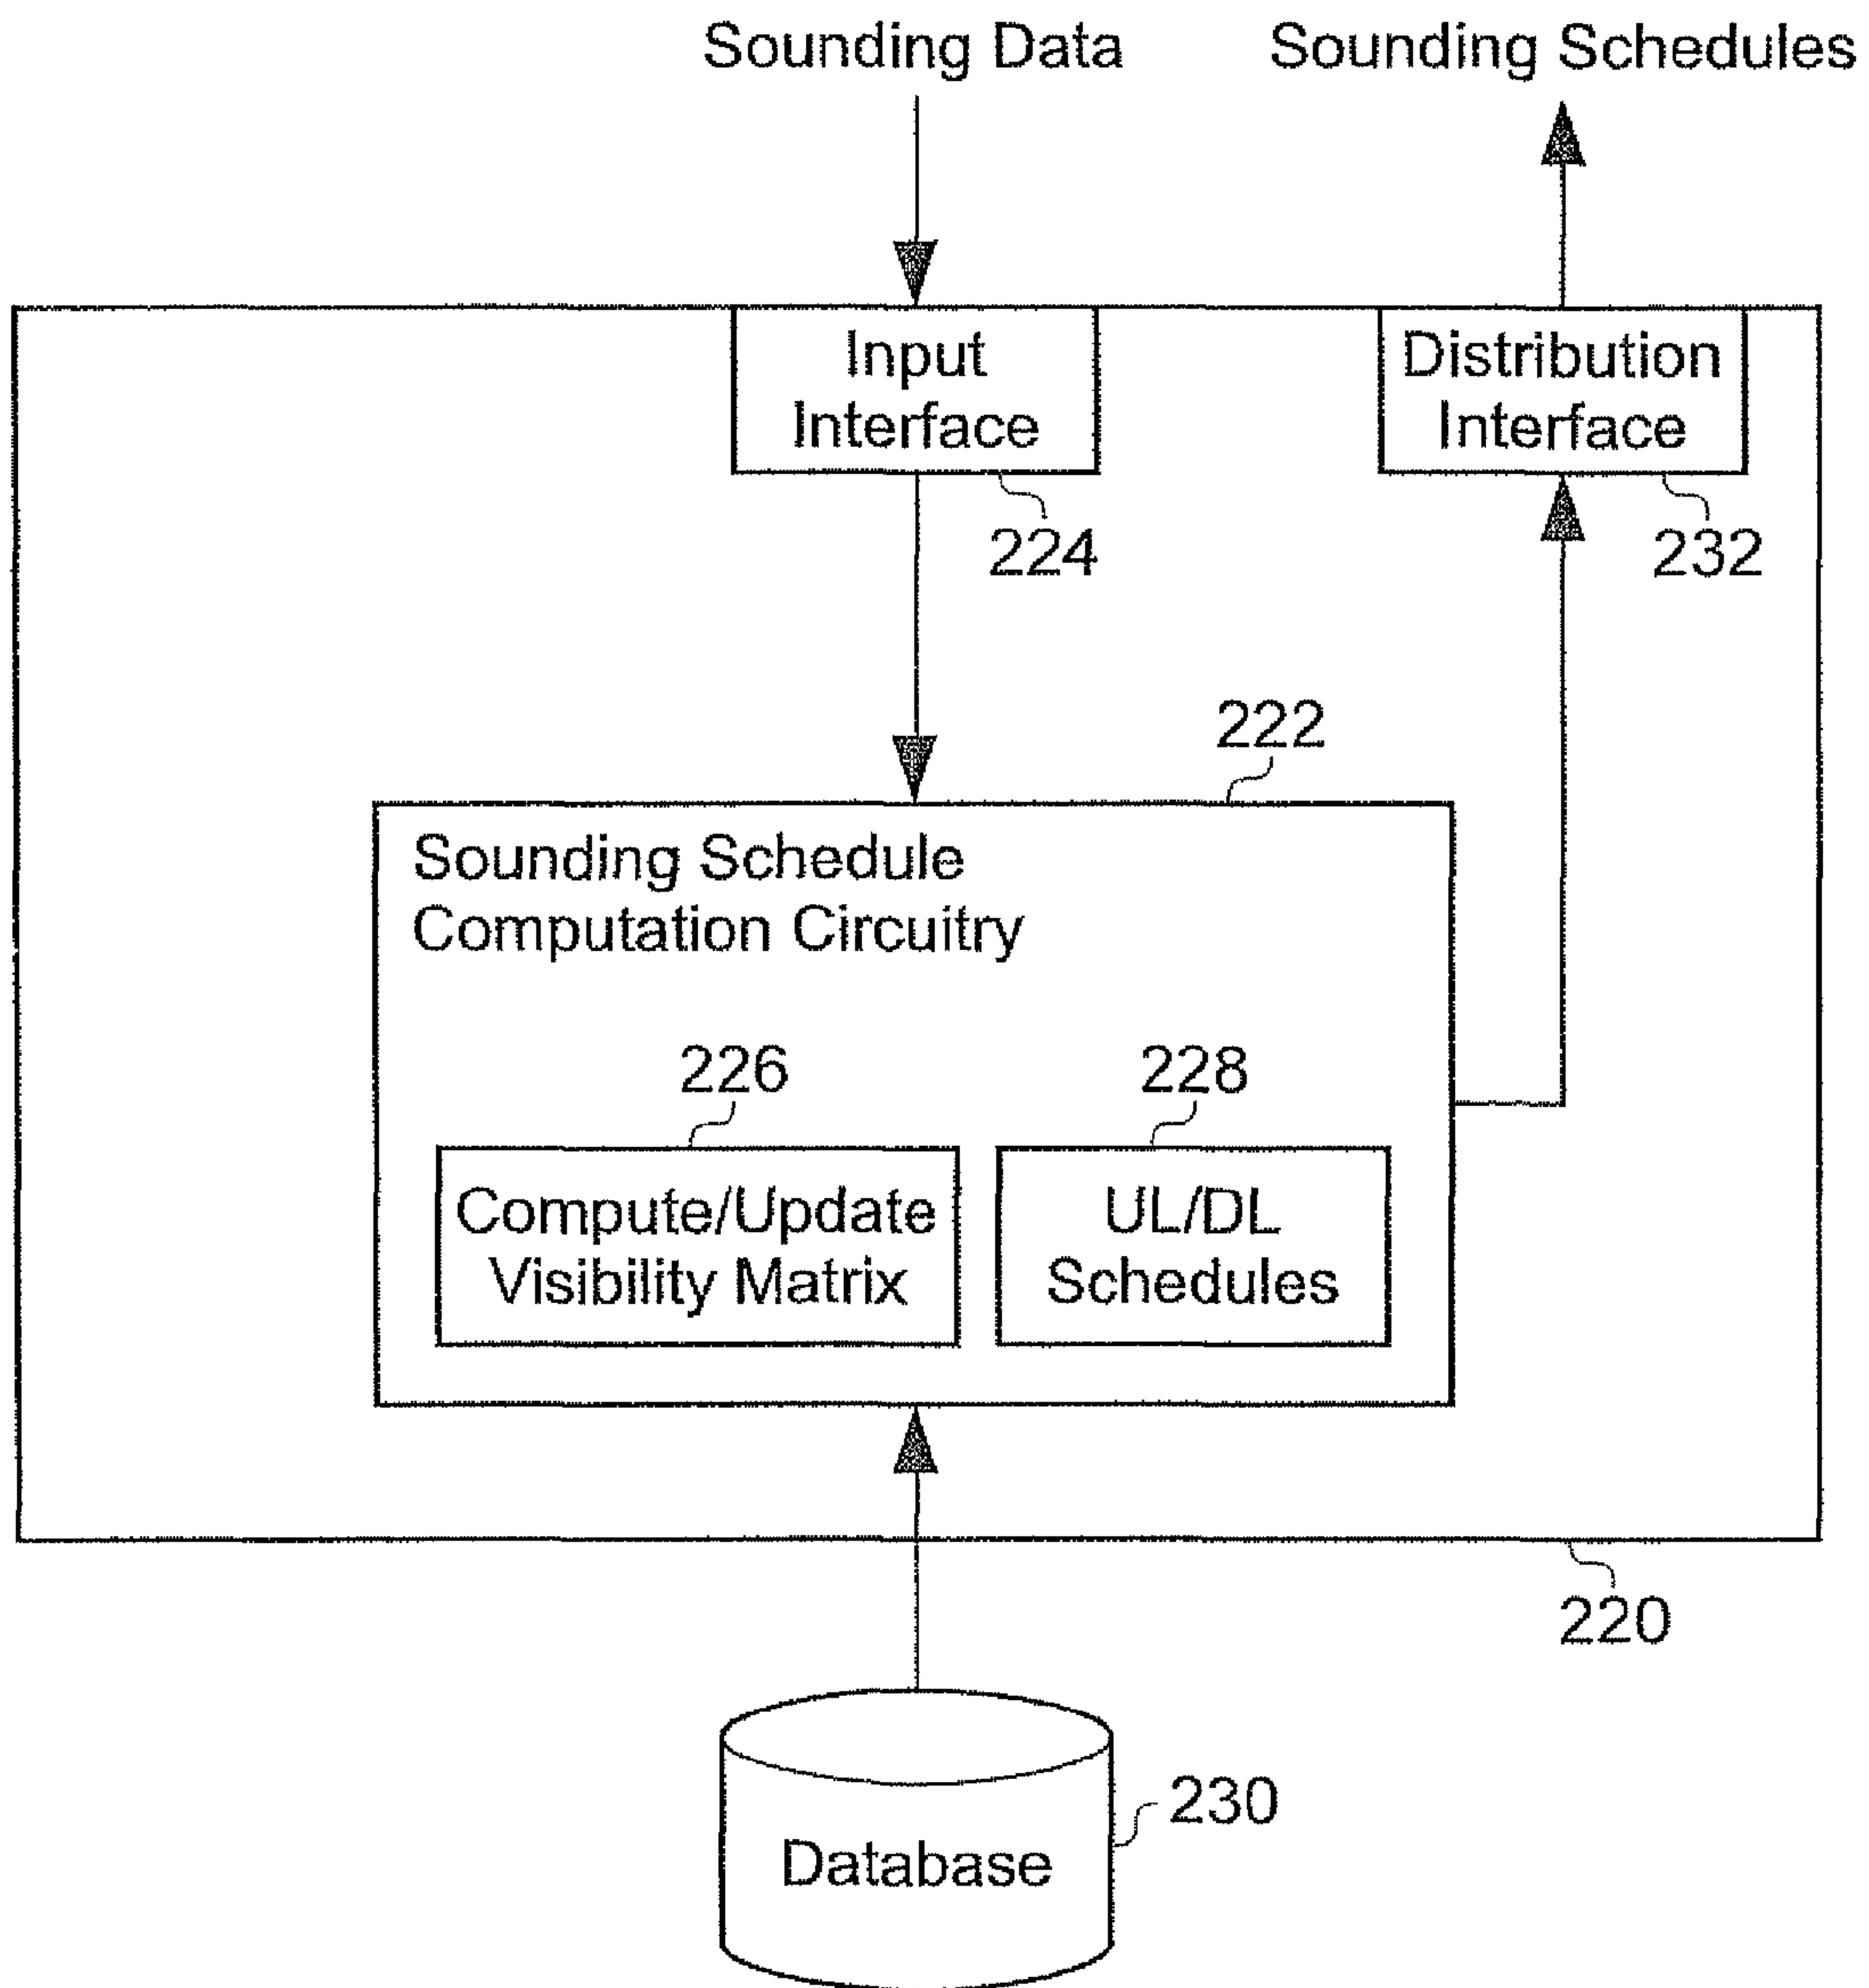 Sounding Data
Sounding Schedules
Input
Interface
Distribution
Interface
224
232
222
Sounding Schedule
Computation Circuitry
226
228
Compute/Update
Visibility Matrix
UL/DL
Schedules
220
230
Database